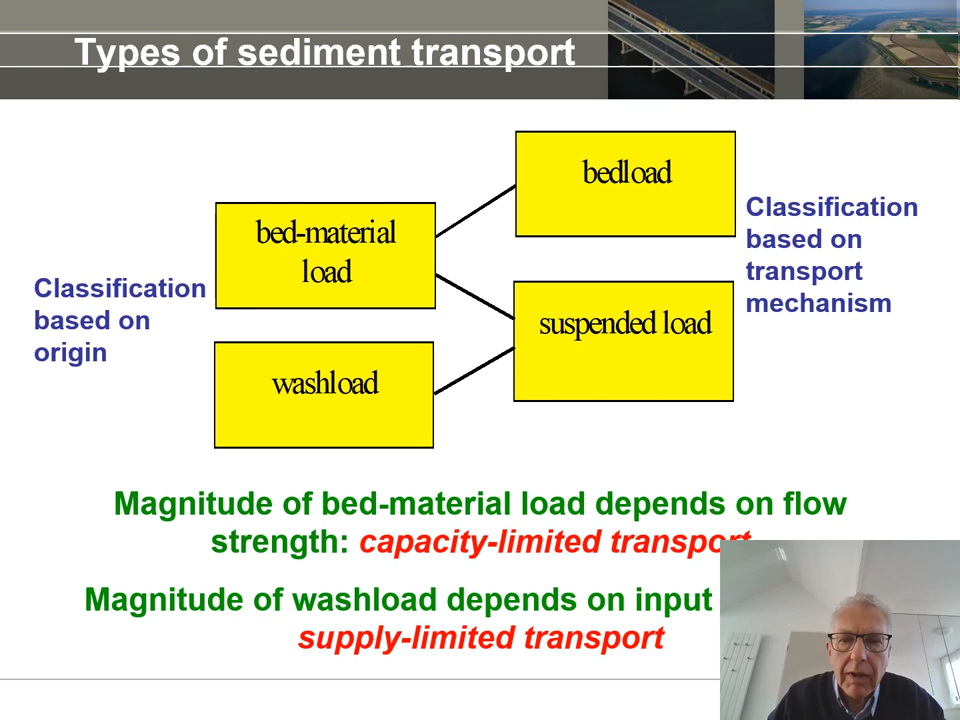 Types of sediment transport
bedload
Classification
based on
transport
mechanism
bed-material
load
suspended load
Classification
based on
origin
washload
Magnitude of bed-material load depends on flow
strength: capacity-limited transport
Magnitude of washload depends on input
supply-limited transport